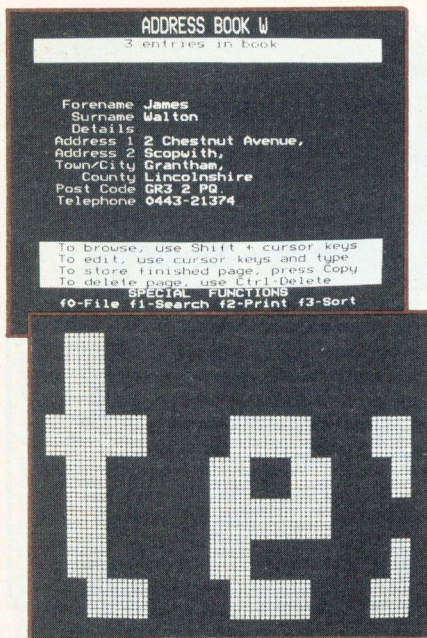 ADDRESS BOOK W
3 entries in book
Forename James
Surname Walton
Details
Address 1 2 Chestnut Avenue,
Address 2 Scopwith,
Town/City Grantham,
County Lincolnshire
Post Code GR3 2 PQ.
Telephone 0443-21374
To browse, use Shift + cursor keys
To edit, use cursor keys and type
To store finished page, press Copy
To delete page, use Ctrl-Delete
SPECIAL FUNCTIONS
f0-File f1-Search f2-Print f3-Sort
te